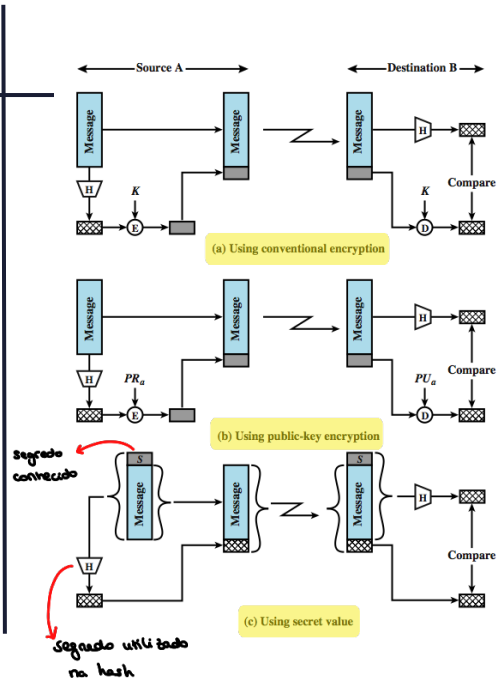 Source A
Destination B
Message
Message
Message
H
H
K
K
Compare
E
D
(a) Using conventional encryption
Message
Message
Message
H
H
PRa
PUa
Compare
E
D
(b) Using public-key encryption
segredo
conhecido
S
S
Message
Message
Message
H
H
Compare
(c) Using secret value
segredo utilizado
na hash